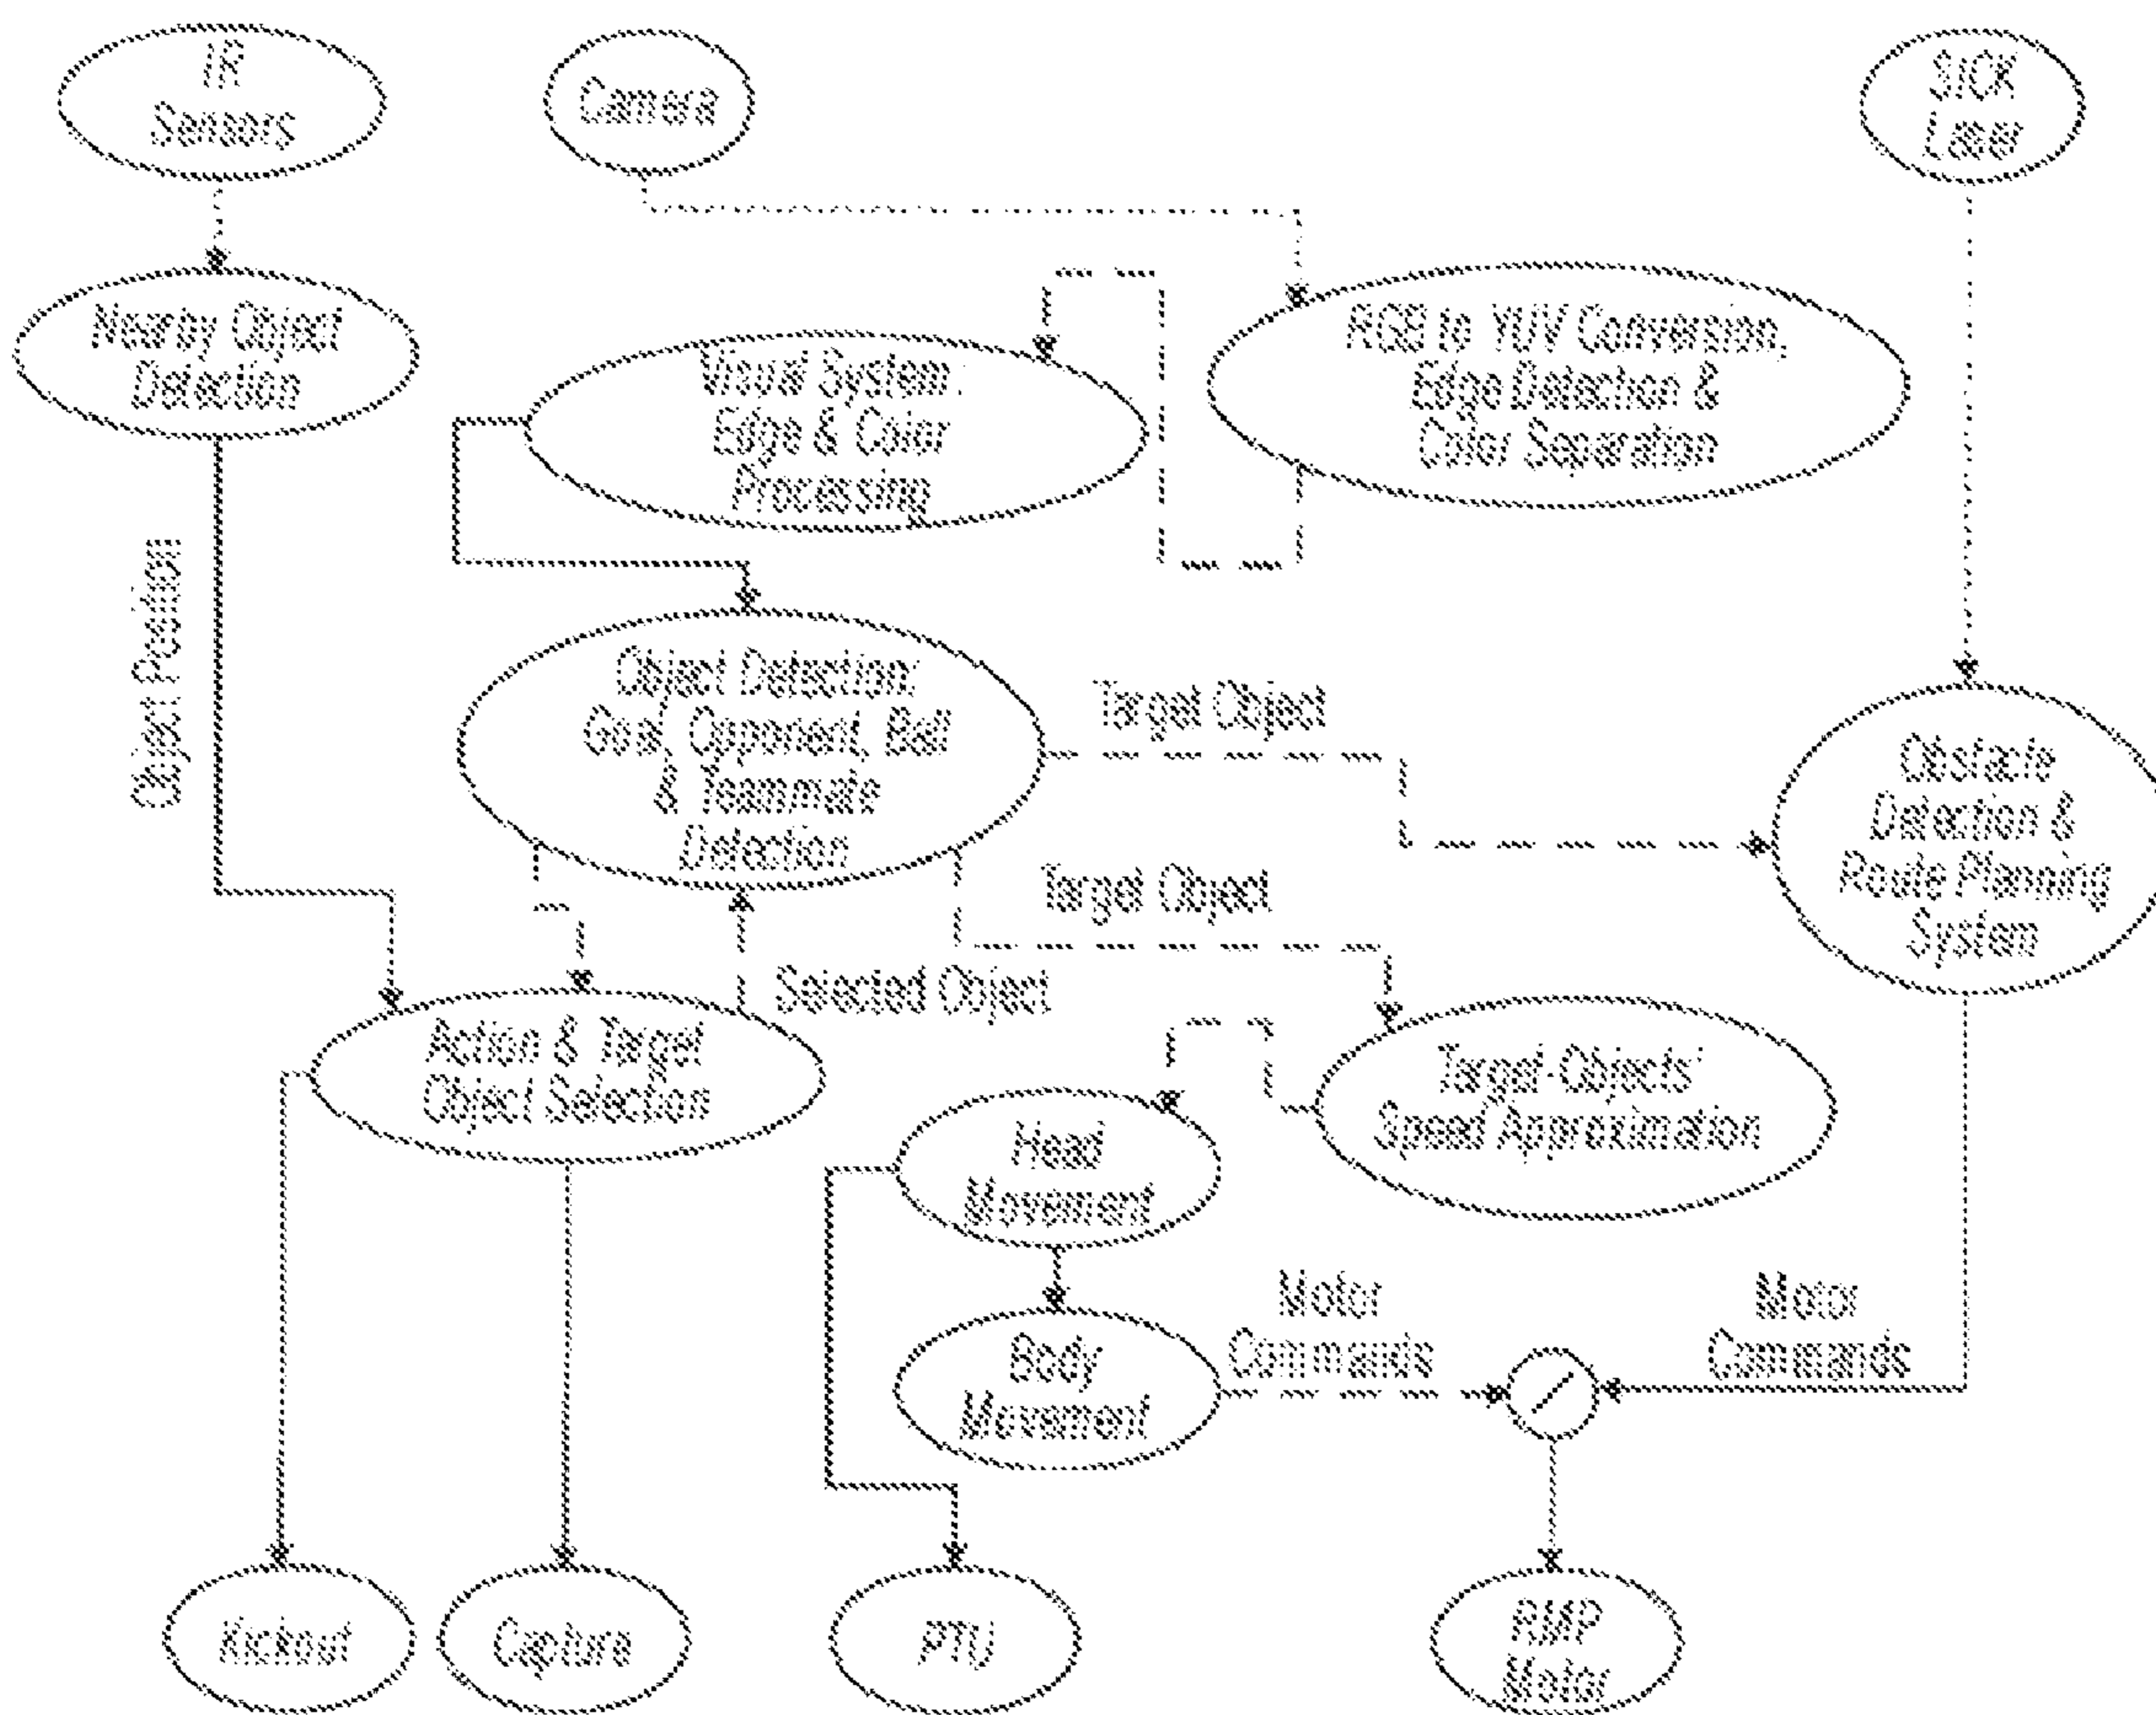 IR
Sensors
Camera
SICK
Laser
Nearby Object
Detection
Visual System:
Edge & Color
Processing
RGB to YUV Conversion,
Edge Detection &
Color Separation
Object Position
Object Detection:
Goal, Opponent, Ball
& Teammate
Detection
Target Object
Obstacle
Detection &
Route Planning
System
Target Object
Selected Object
Action & Target
Object Selection
Target-Objects'
Speed Approximation
Head
Movement
Body
Movement
Motor
Commands
Motor
Commands
Kickout
Capture
PTU
RMP
Motor